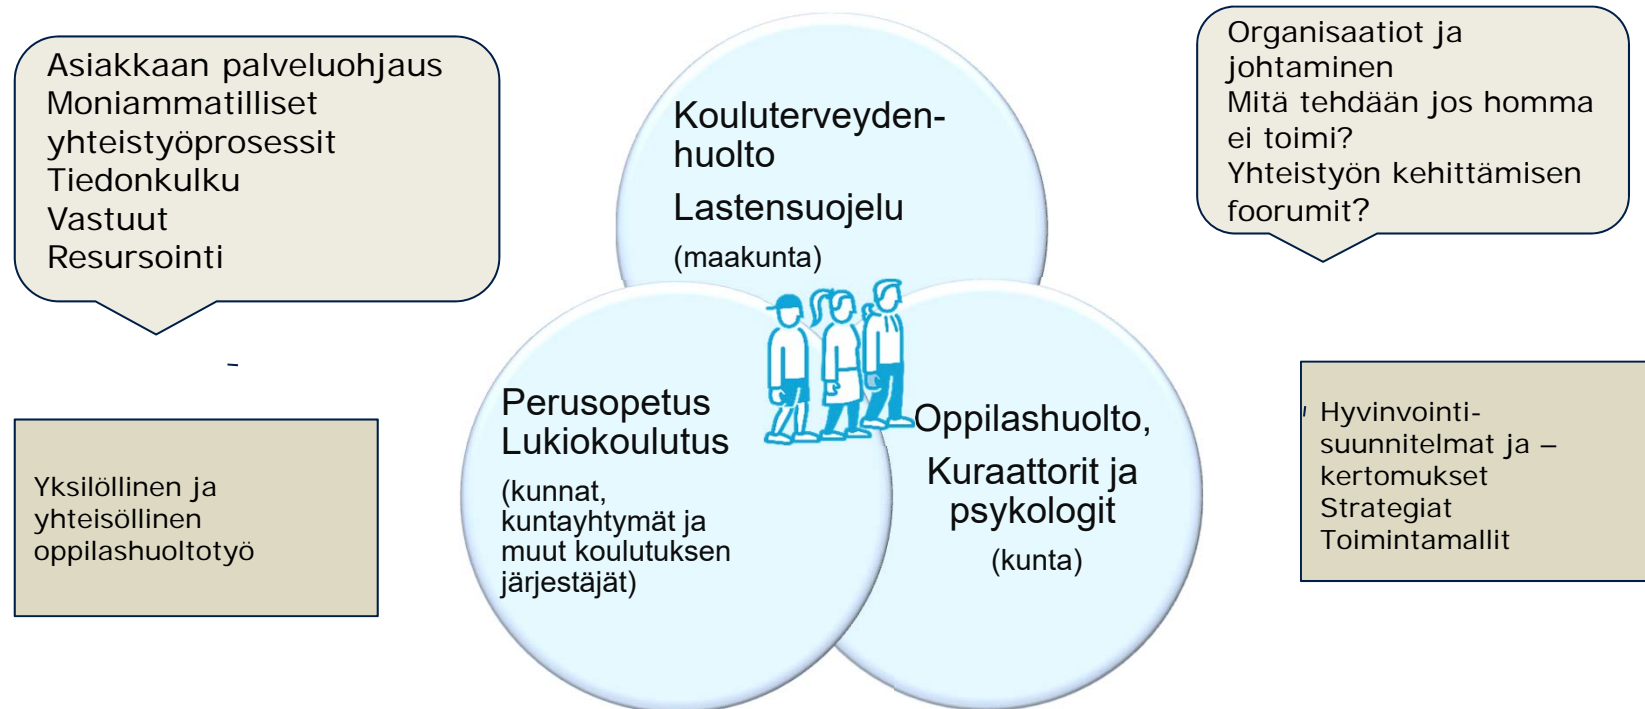 Asiakkaan palveluohjaus
Moniammatilliset
yhteistyöprosessit
Tiedonkulku
Vastuut
Resursointi
Kouluterveyden-
huolto
Lastensuojelu
(maakunta)
Organisaatiot ja
johtaminen
Mitä tehdään jos homma
ei toimi?
Yhteistyön kehittämisen
foorumit?
Yksilöllinen ja
yhteisöllinen
oppilashuoltotyö
Perusopetus
Lukiokoulutus
(kunnat,
kuntayhtymät ja
muut koulutuksen
järjestäjät)
Oppilashuolto,
Kuraattorit ja
psykologit
(kunta)
Hyvinvointi-
suunnitelmat ja –
kertomukset
Strategiat
Toimintamallit